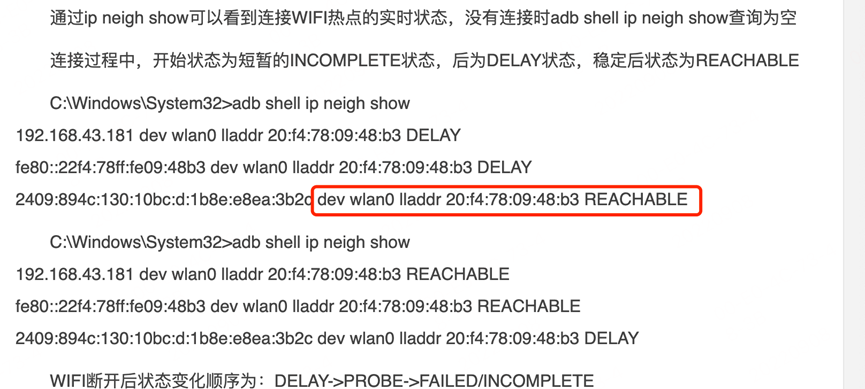 通过ip neigh show可以看到连接WIFI热点的实时状态，没有连接时adb shell ip neigh show查询为空
连接过程中，开始状态为短暂的INCOMPLETE状态，后为DELAY状态，稳定后状态为REACHABLE
C:\Windows\System32>adb shell ip neigh show
192.168.43.181 dev wlan0 lladdr 20:f4:78:09:48:b3 DELAY
fe80::22f4:78ff:fe09:48b3 dev wlan0 lladdr 20:f4:78:09:48:b3 DELAY
2409:894c:130:10bc:d:1b8e:e8ea:3b2c dev wlan0 lladdr 20:f4:78:09:48:b3 REACHABLE
C:\Windows\System32>adb shell ip neigh show
192.168.43.181 dev wlan0 lladdr 20:f4:78:09:48:b3 REACHABLE
fe80::22f4:78ff:fe09:48b3 dev wlan0 lladdr 20:f4:78:09:48:b3 REACHABLE
2409:894c:130:10bc:d:1b8e:e8ea:3b2c dev wlan0 lladdr 20:f4:78:09:48:b3 DELAY
WIFI断开后状态变化顺序为：DELAY->PROBE->FAILED/INCOMPLETE